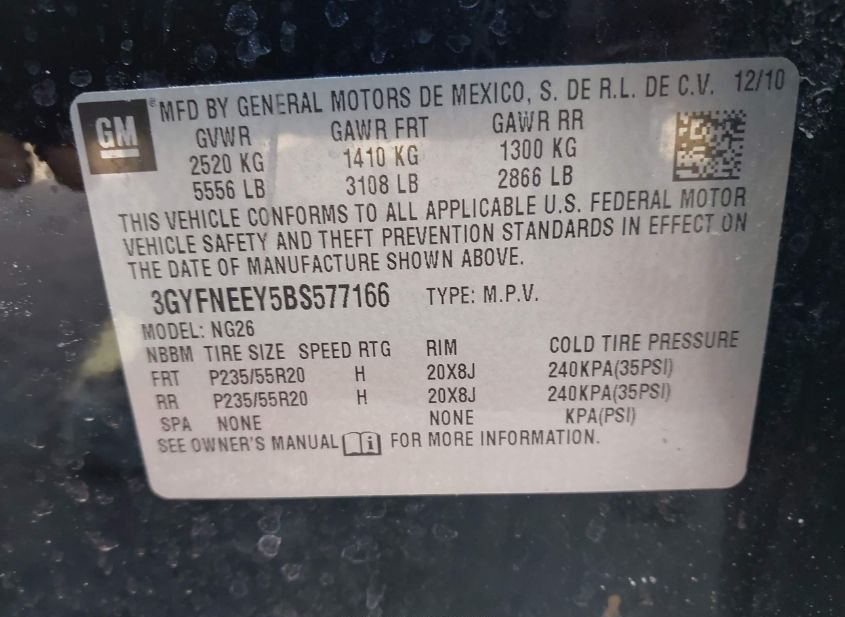 GM
® MFD BY GENERAL MOTORS DE MEXICO, S. DE R.L. DE C.V. 12/10
GVWR GAWR FRT GAWR RR
2520 KG 1410 KG 1300 KG
5556 LB 3108 LB 2866 LB
THIS VEHICLE CONFORMS TO ALL APPLICABLE U.S. FEDERAL MOTOR
VEHICLE SAFETY AND THEFT PREVENTION STANDARDS IN EFFECT ON
THE DATE OF MANUFACTURE SHOWN ABOVE.
3GYFNEEY5BS577166 TYPE: M.P.V.
MODEL: NG26
NBBM TIRE SIZE SPEED RTG RIM COLD TIRE PRESSURE
FRT P235/55R20 H 20X8J 240KPA(35PSI)
RR P235/55R20 H 20X8J 240KPA(35PSI)
SPA NONE NONE KPA(PSI)
SEE OWNER'S MANUAL i FOR MORE INFORMATION.